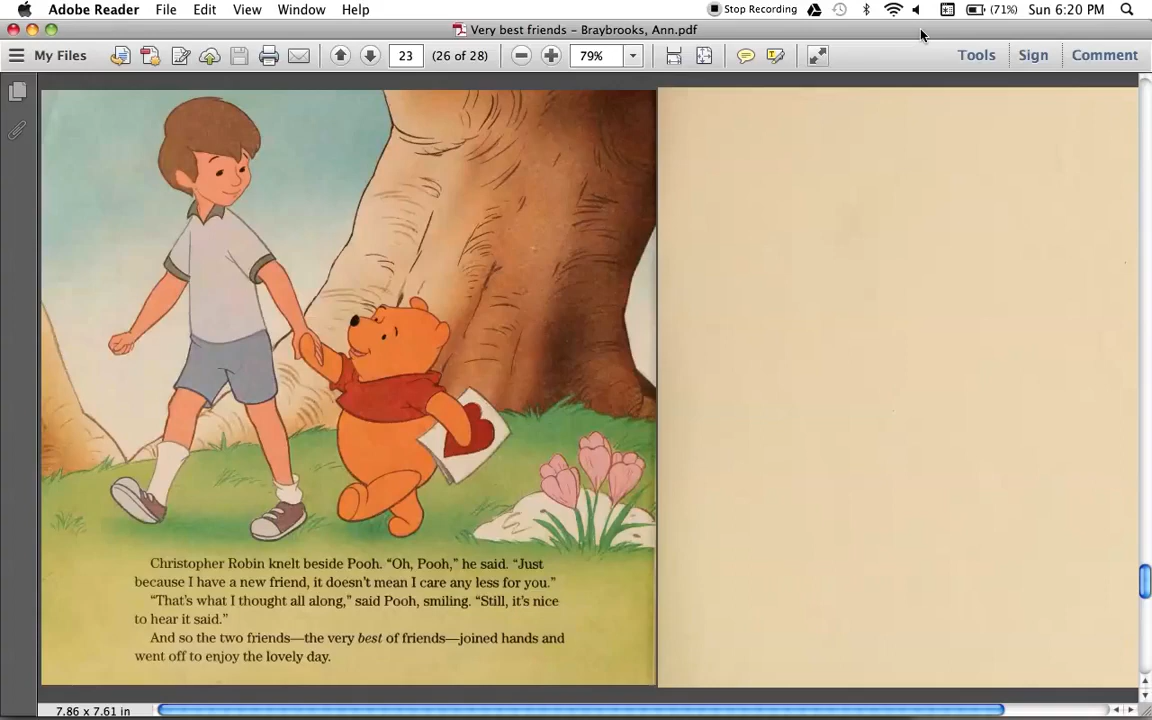 Adobe Reader File Edit View Window Help Stop Recording (71%) Sun 6:20 PM
Very best friends – Braybrooks, Ann.pdf
My Files 23 (26 of 28) 79% Tools Sign Comment
Christopher Robin knelt beside Pooh. “Oh, Pooh,” he said. “Just
because I have a new friend, it doesn’t mean I care any less for you.”
“That’s what I thought all along,” said Pooh, smiling. “Still, it’s nice
to hear it said.”
And so the two friends—the very best of friends—joined hands and
went off to enjoy the lovely day.
7.86 x 7.61 in